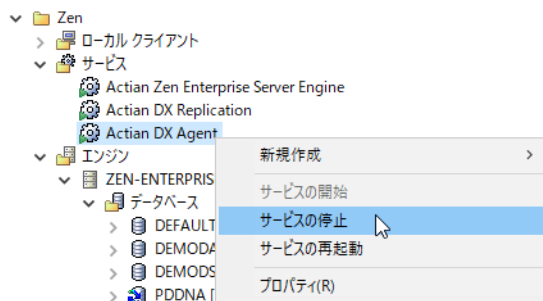 Zen
ローカル クライアント
サービス
Actian Zen Enterprise Server Engine
Actian DX Replication
Actian DX Agent
エンジン
ZEN-ENTERPRIS
データベース
DEFAULT
DEMODA
DEMODS
PDDNA [
新規作成
サービスの開始
サービスの停止
サービスの再起動
プロパティ(R)